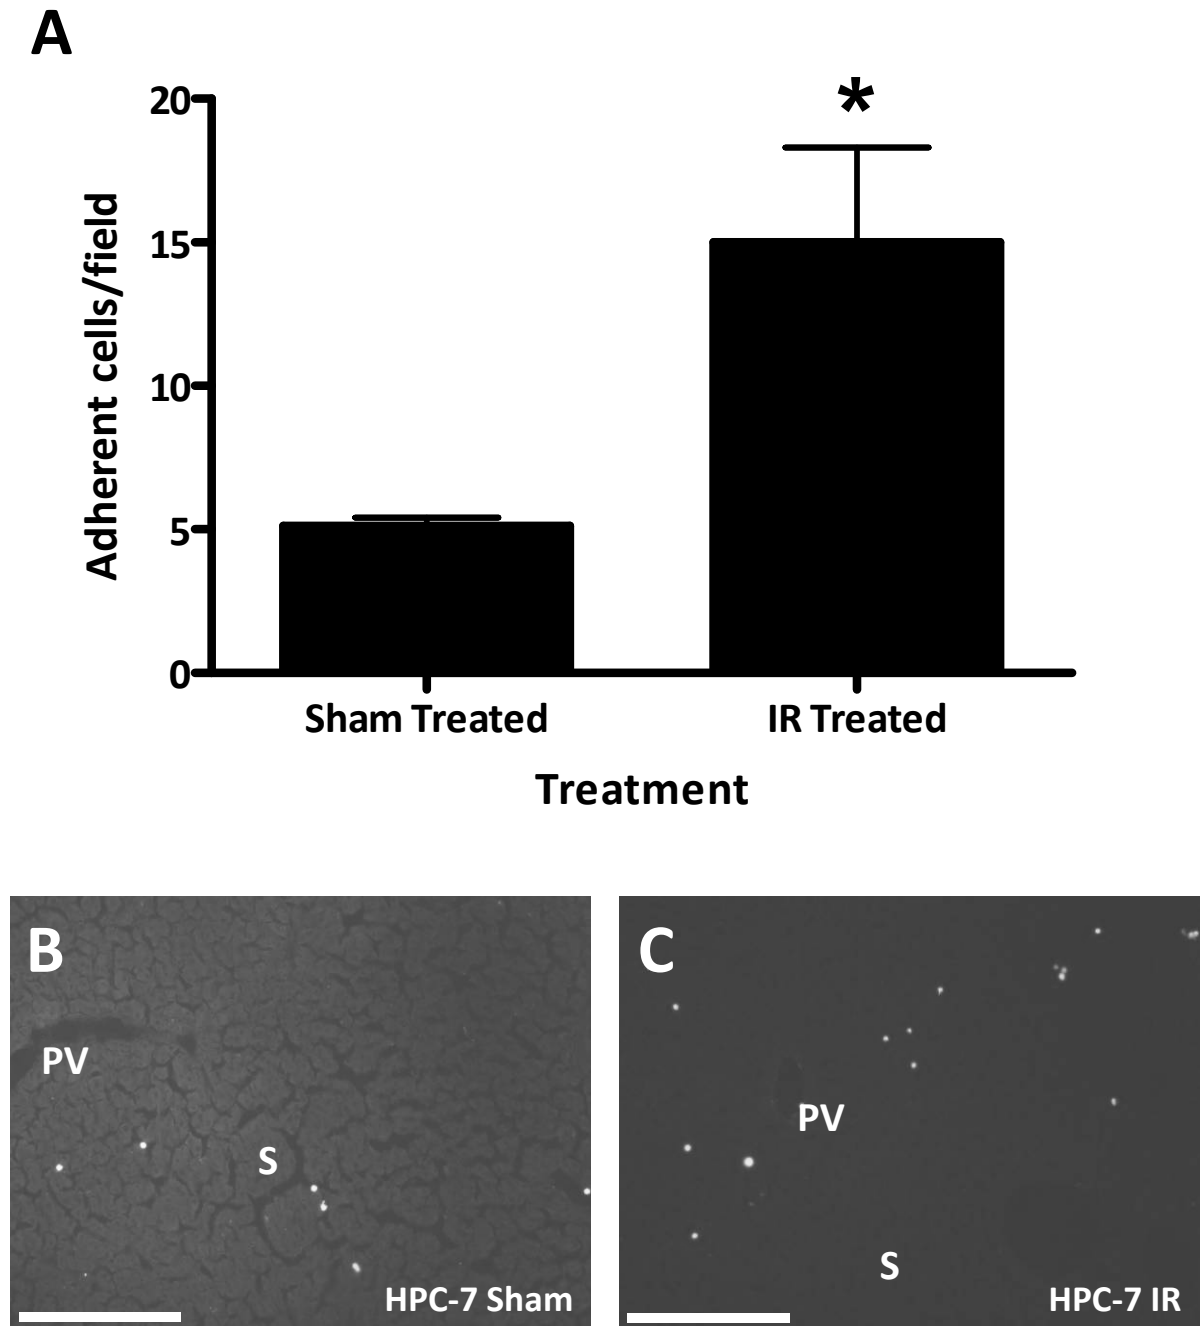 A
*
20
15
10
5
0
Adherent cells/field
Sham Treated
IR Treated
Treatment
B
PV
S
HPC-7 Sham
C
PV
S
HPC-7 IR